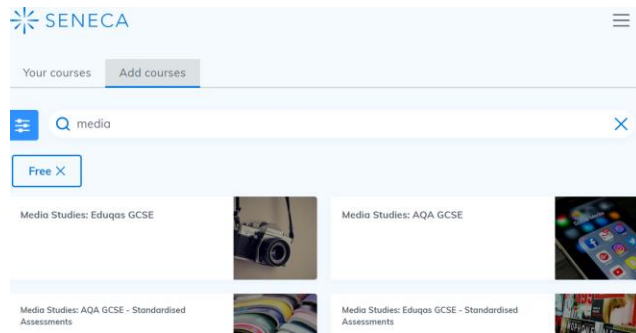 SENECA
Your courses
Add courses
media
Free
Media Studies: Eduqas GCSE
Media Studies: AQA GCSE
Media Studies: AQA GCSE - Standardised
Assessments
Media Studies: Eduqas GCSE - Standardised
Assessments